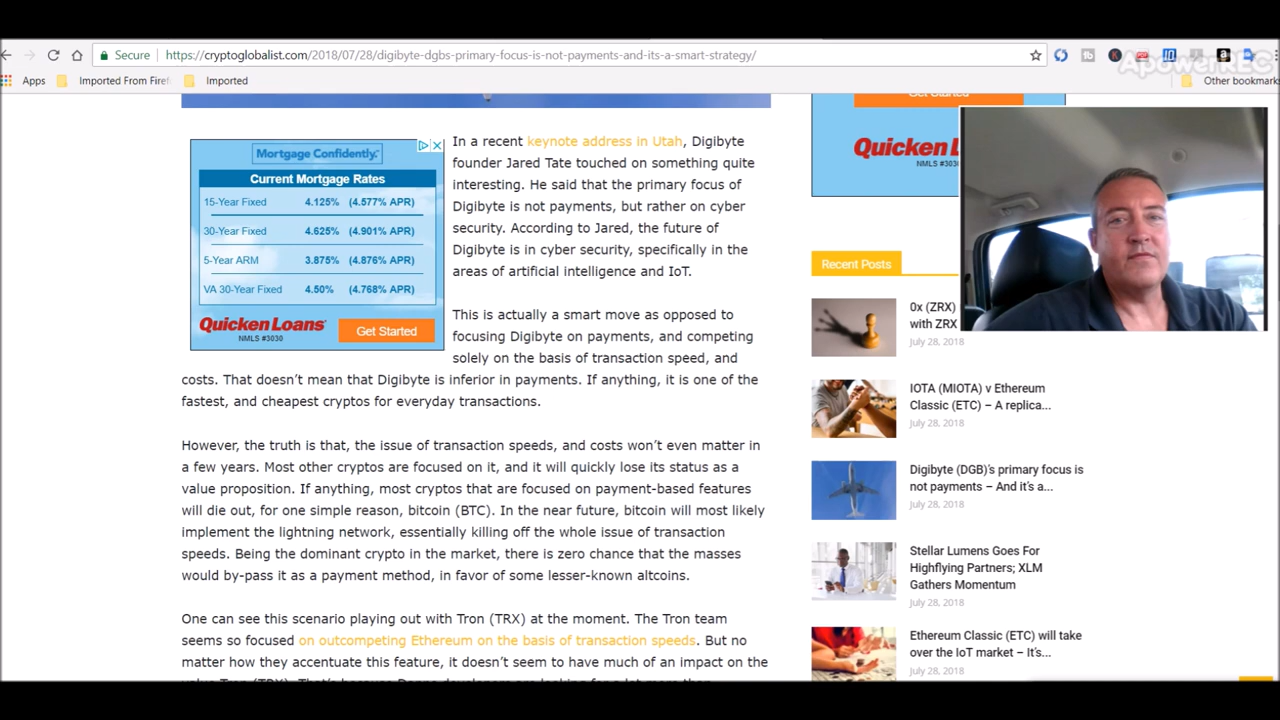 Secure
https://cryptoglobalist.com/2018/07/28/digibyte-dgbs-primary-focus-is-not-payments-and-its-a-smart-strategy/
ApowerREC
Apps
Imported From Firef
Imported
Other bookmarks
Mortgage Confidently.
Current Mortgage Rates
15-Year Fixed 4.125% (4.577% APR)
30-Year Fixed 4.625% (4.901% APR)
5-Year ARM 3.875% (4.876% APR)
VA 30-Year Fixed 4.50% (4.768% APR)
Quicken Loans
NMLS #3030
Get Started
In a recent keynote address in Utah, Digibyte
founder Jared Tate touched on something quite
interesting. He said that the primary focus of
Digibyte is not payments, but rather on cyber
security. According to Jared, the future of
Digibyte is in cyber security, specifically in the
areas of artificial intelligence and IoT.
This is actually a smart move as opposed to
focusing Digibyte on payments, and competing
solely on the basis of transaction speed, and
costs. That doesn’t mean that Digibyte is inferior in payments. If anything, it is one of the
fastest, and cheapest cryptos for everyday transactions.
However, the truth is that, the issue of transaction speeds, and costs won’t even matter in
a few years. Most other cryptos are focused on it, and it will quickly lose its status as a
value proposition. If anything, most cryptos that are focused on payment-based features
will die out, for one simple reason, bitcoin (BTC). In the near future, bitcoin will most likely
implement the lightning network, essentially killing off the whole issue of transaction
speeds. Being the dominant crypto in the market, there is zero chance that the masses
would by-pass it as a payment method, in favor of some lesser-known altcoins.
One can see this scenario playing out with Tron (TRX) at the moment. The Tron team
seems so focused on outcompeting Ethereum on the basis of transaction speeds. But no
matter how they accentuate this feature, it doesn’t seem to have much of an impact on the
Get Started
Quicken L
NMLS #303
Recent Posts
0x (ZRX)
with ZRX
July 28, 2018
IOTA (MIOTA) v Ethereum
Classic (ETC) – A replica...
July 28, 2018
Digibyte (DGB)’s primary focus is
not payments – And it’s a...
July 28, 2018
Stellar Lumens Goes For
Highflying Partners; XLM
Gathers Momentum
July 28, 2018
Ethereum Classic (ETC) will take
over the IoT market – It’s...
July 28, 2018